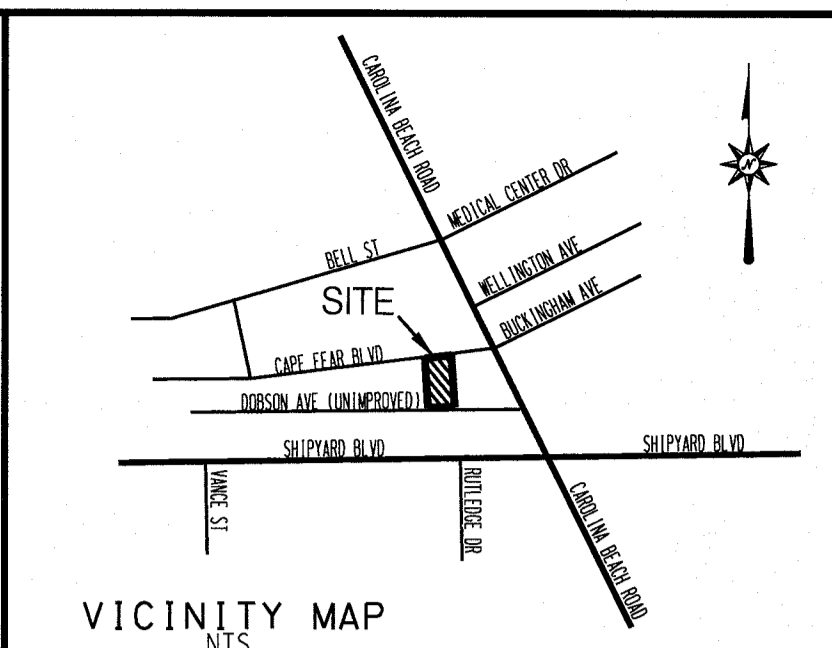 CAROLINA BEACH ROAD
MEDICAL CENTER DR
BELL ST
WELLINGTON AVE
N
SITE
BUCKINGHAM AVE
CAPE FEAR BLVD
DOBSON AVE (UNIMPROVED)
SHIPYARD BLVD
SHIPYARD BLVD
VANCE ST
RUTLEDGE DR
CAROLINA BEACH ROAD
VICINITY MAP
NTS